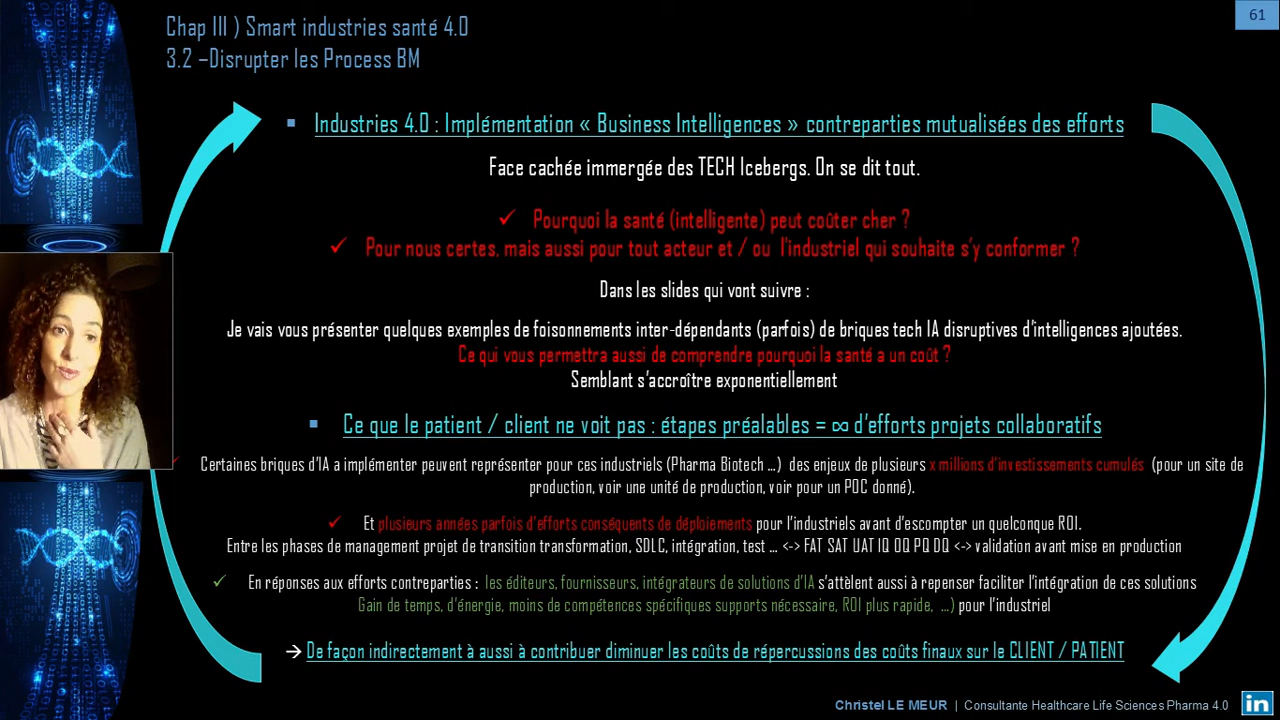 Chap III ) Smart industries santé 4.0
61
3.2 –Disrupter les Process BM
Industries 4.0 : Implémentation « Business Intelligences » contreparties mutualisées des efforts
Face cachée immergée des TECH Icebergs. On se dit tout.
Pourquoi la santé (intelligente) peut coûter cher ?
Pour nous certes, mais aussi pour tout acteur et / ou l'industriel qui souhaite s'y conformer ?
Dans les slides qui vont suivre :
Je vais vous présenter quelques exemples de foisonnements inter-dépendants (parfois) de briques tech IA disruptives d'intelligences ajoutées.
Ce qui vous permettra aussi de comprendre pourquoi la santé a un coût ?
Semblant s'accroître exponentiellement
Ce que le patient / client ne voit pas : étapes préalables = ∞ d'efforts projets collaboratifs
Certaines briques d'IA a implémenter peuvent représenter pour ces industriels (Pharma Biotech …) des enjeux de plusieurs x millions d'investissements cumulés (pour un site de
production, voir une unité de production, voir pour un POC donné).
Et plusieurs années parfois d'efforts conséquents de déploiements pour l'industriels avant d'escompter un quelconque ROI.
Entre les phases de management projet de transition transformation, SDLC, intégration, test … <-> FAT SAT UAT IQ OQ PQ DQ <-> validation avant mise en production
En réponses aux efforts contreparties : les éditeurs, fournisseurs, intégrateurs de solutions d'IA s'attèlent aussi à repenser faciliter l'intégration de ces solutions
Gain de temps, d'énergie, moins de compétences spécifiques supports nécessaire, ROI plus rapide, …) pour l'industriel
→ De façon indirectement à aussi à contribuer diminuer les coûts de répercussions des coûts finaux sur le CLIENT / PATIENT
Christel LE MEUR | Consultante Healthcare Life Sciences Pharma 4.0
in